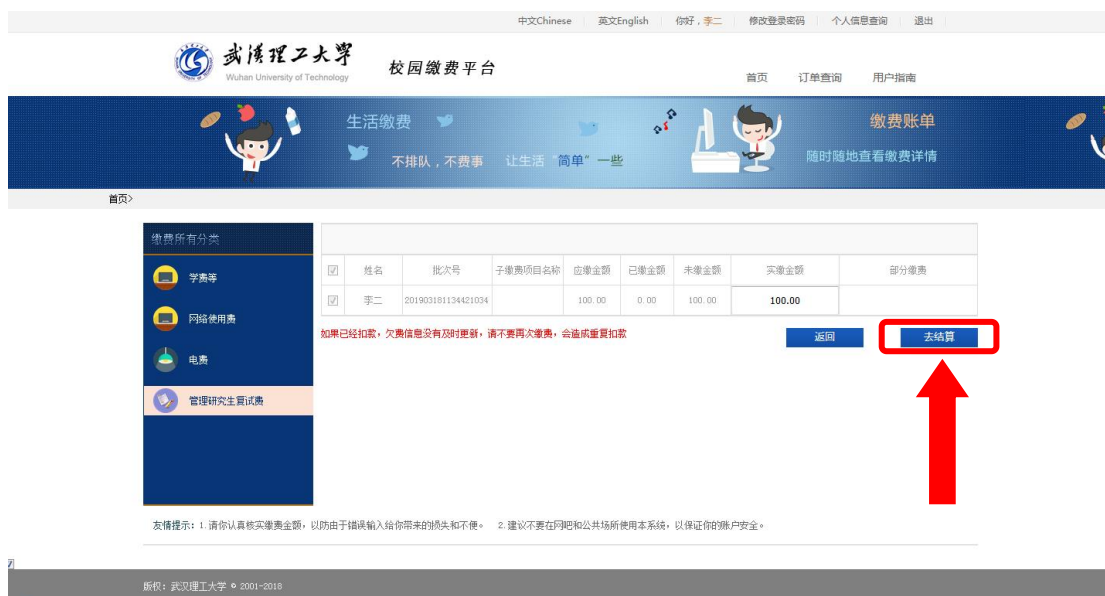 中文Chinese 英文English 你好，李二 修改登录密码 个人信息查询 退出
武汉理工大学
Wuhan University of Technology
校园缴费平台
首页 订单查询 用户指南
生活缴费
不排队，不费事 让生活“简单”一些
缴费账单
随时随地查看缴费详情
首页>
缴费所有分类
学费等
网络使用费
电费
管理研究生复试费
姓名 批次号 子缴费项目名称 应缴金额 已缴金额 未缴金额 实缴金额 部分缴费
李二 201903181134421034 100.00 0.00 100.00 100.00
如果已经扣款，欠费信息没有及时更新，请不要再次缴费，会造成重复扣款
返回 去结算
友情提示：1.请你认真核实缴费金额，以防由于错误输入给你带来的损失和不便。 2.建议不要在网吧和公共场所使用本系统，以保证你的账户安全。
版权：武汉理工大学 © 2001-2018